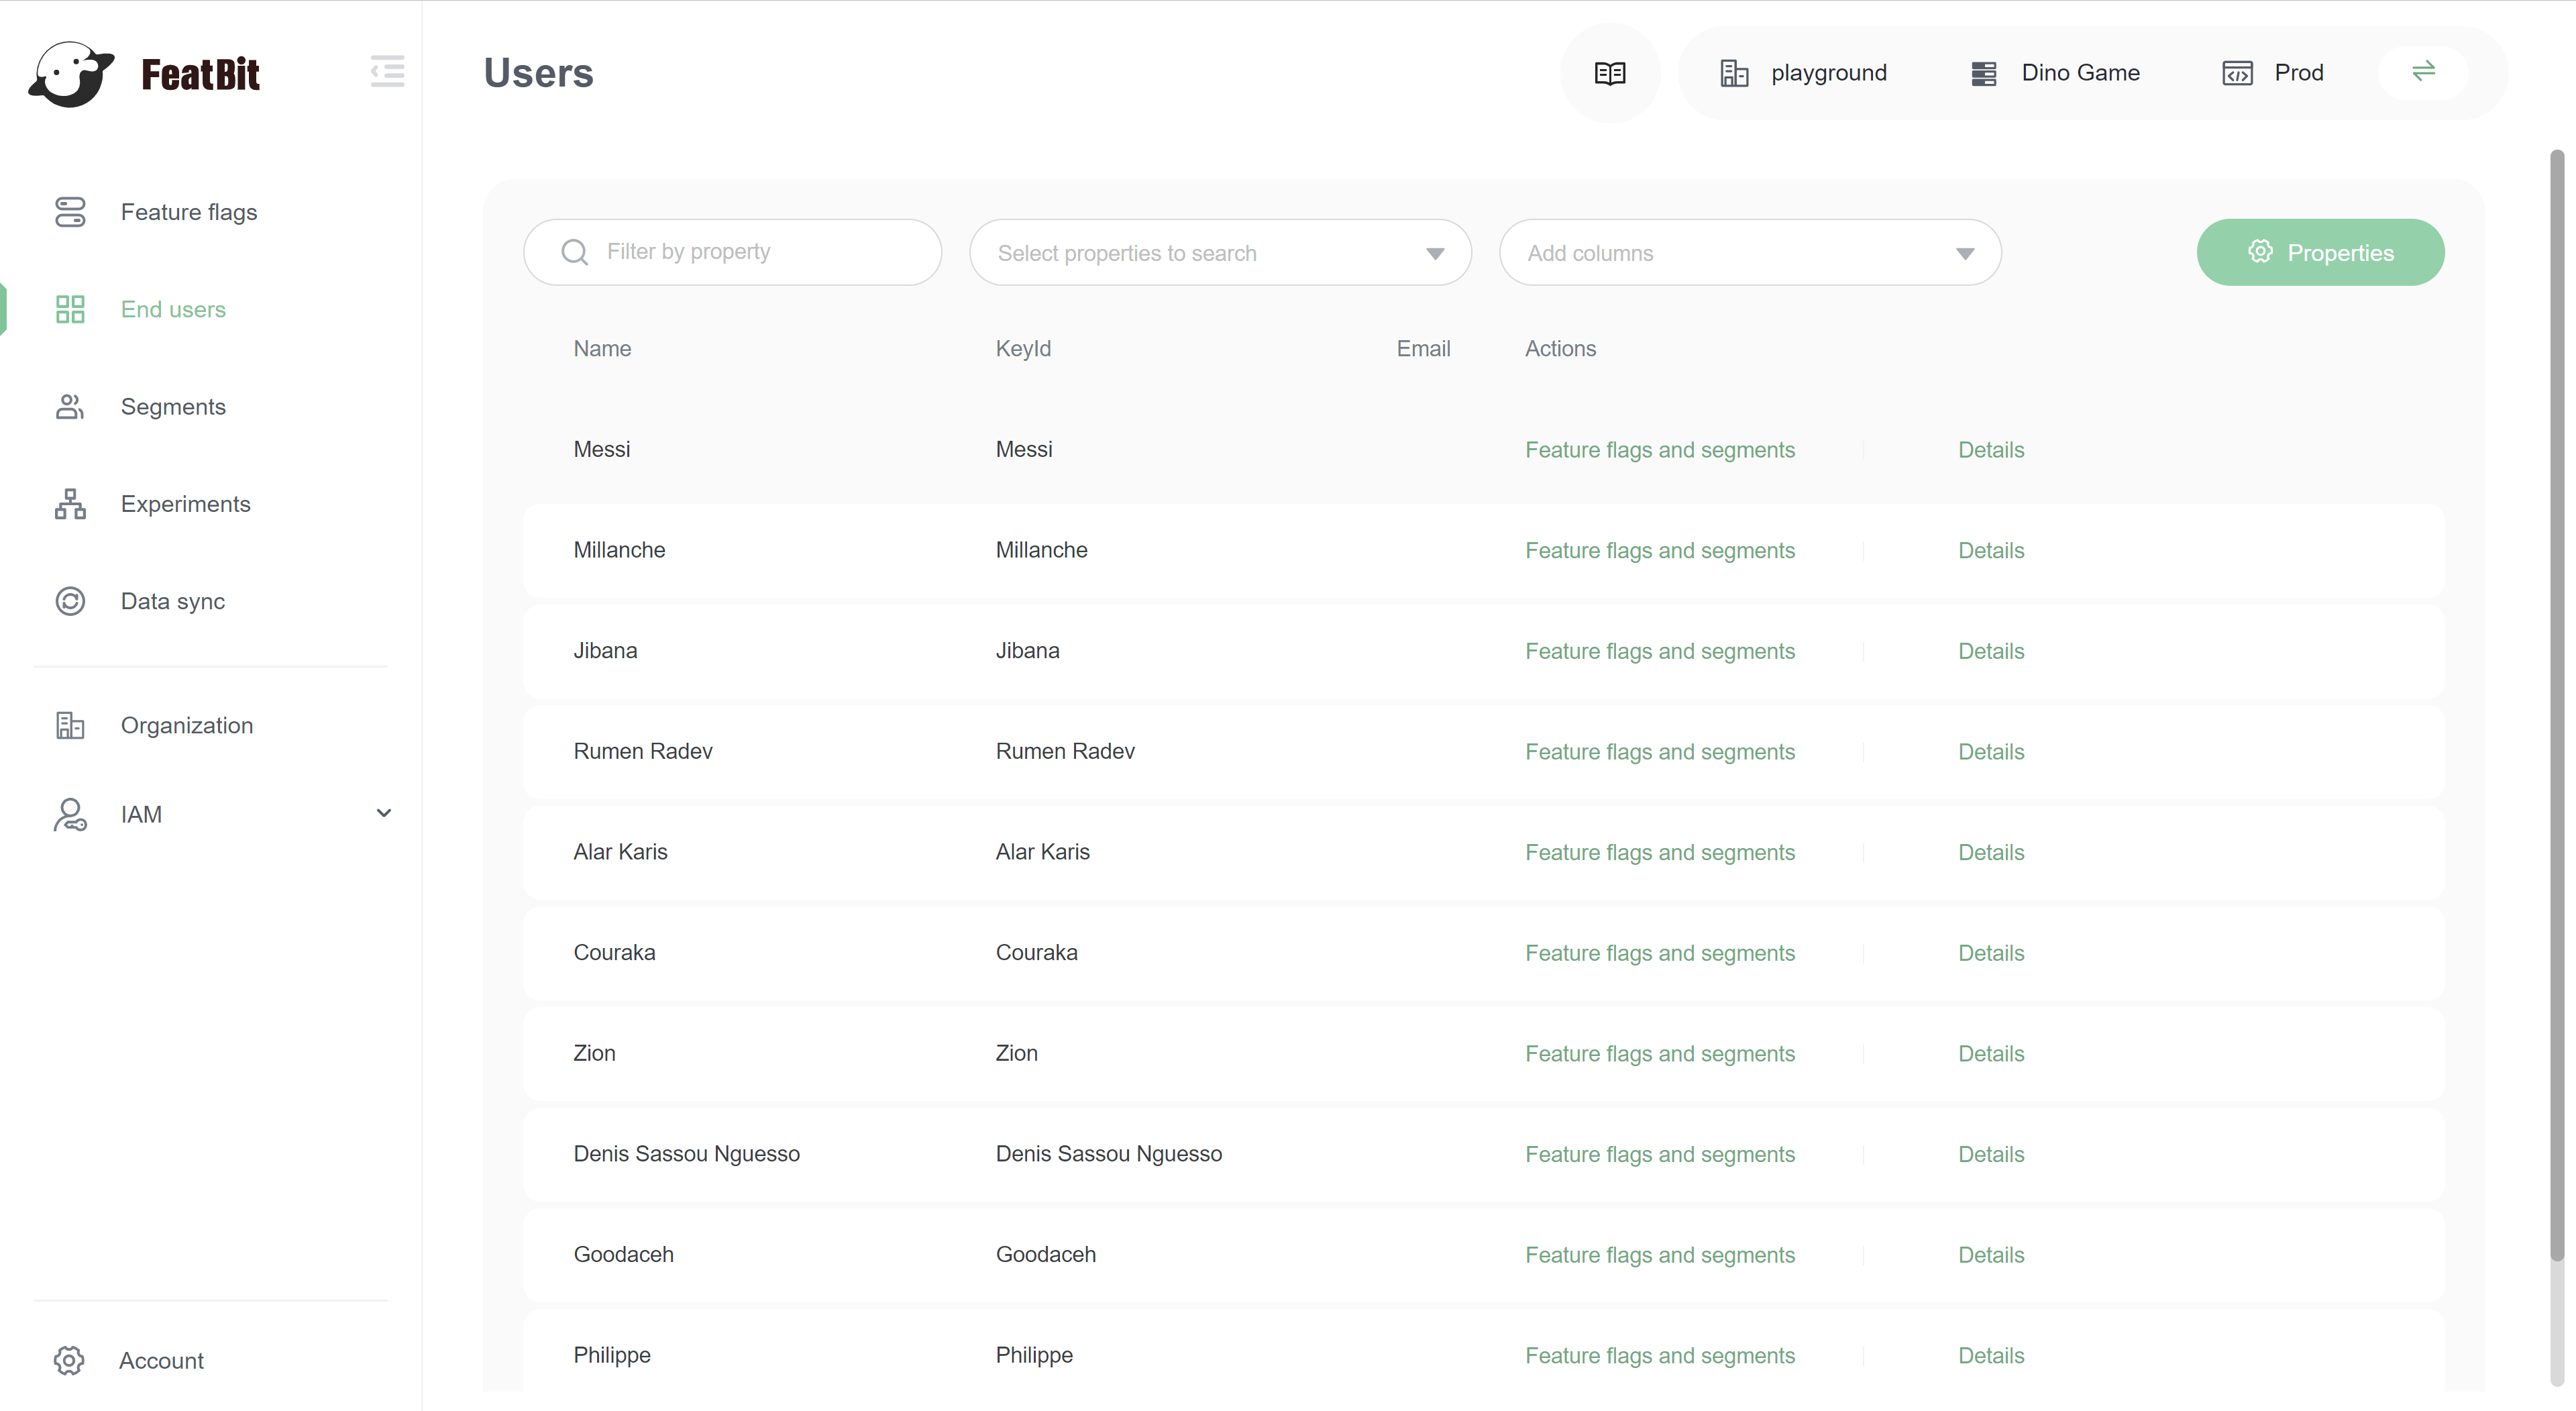 FeatBit
Users
playground
Dino Game
Prod
Feature flags
End users
Segments
Experiments
Data sync
Organization
IAM
Account
Filter by property
Select properties to search
Add columns
Properties
Name KeyId Email Actions
Messi Messi Feature flags and segments Details
Millanche Millanche Feature flags and segments Details
Jibana Jibana Feature flags and segments Details
Rumen Radev Rumen Radev Feature flags and segments Details
Alar Karis Alar Karis Feature flags and segments Details
Couraka Couraka Feature flags and segments Details
Zion Zion Feature flags and segments Details
Denis Sassou Nguesso Denis Sassou Nguesso Feature flags and segments Details
Goodaceh Goodaceh Feature flags and segments Details
Philippe Philippe Feature flags and segments Details